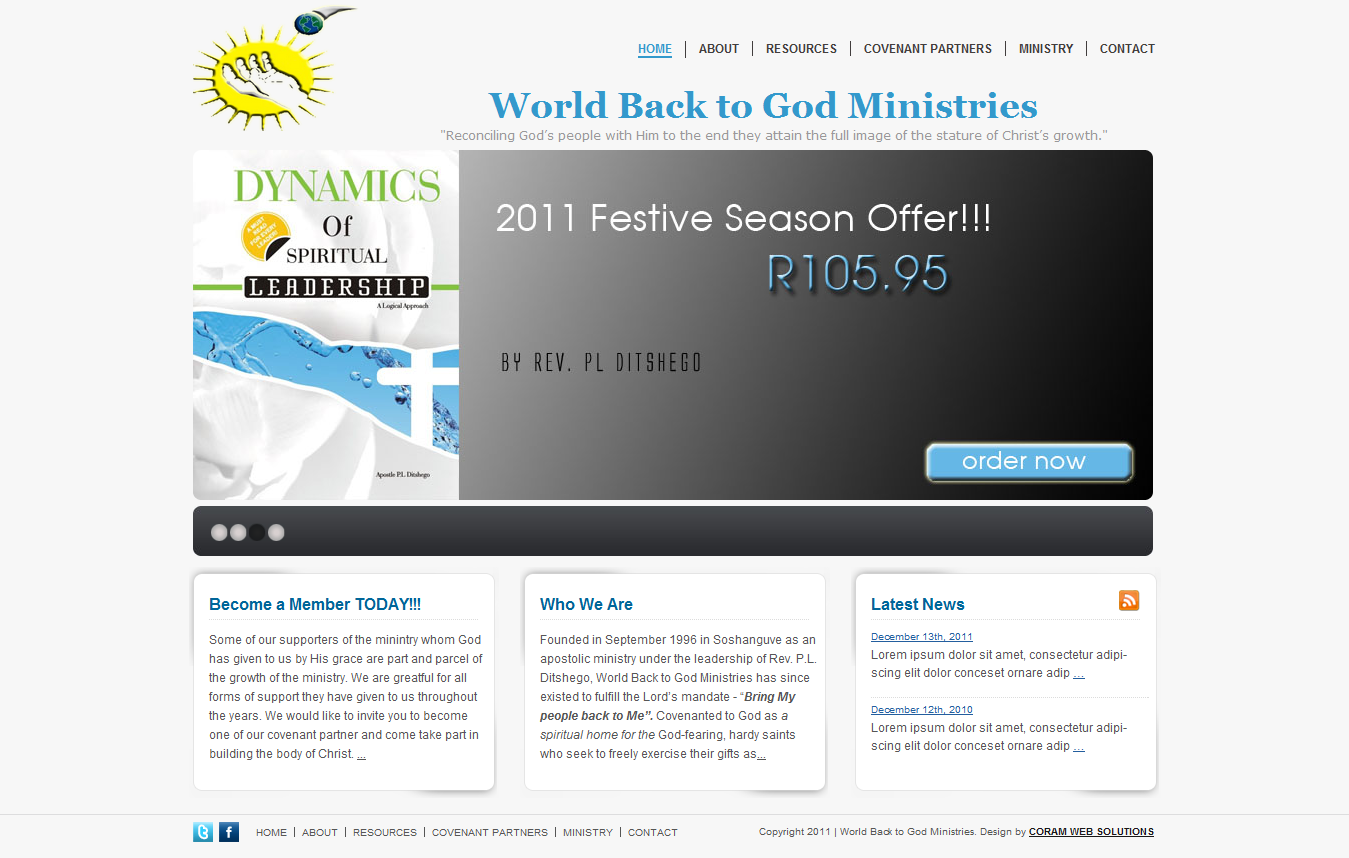 HOME ABOUT RESOURCES COVENANT PARTNERS MINISTRY CONTACT
World Back to God Ministries
"Reconciling God's people with Him to the end they attain the full image of the stature of Christ's growth."
DYNAMICS
Of
A MUST
READ
FOR EVERY
LEADER!
SPIRITUAL
LEADERSHIP
A Logical Approach
Apostle P.L Ditshego
2011 Festive Season Offer!!!
R105.95
BY REV. PL DITSHEGO
order now
Become a Member TODAY!!!
Some of our supporters of the minintry whom God
has given to us by His grace are part and parcel of
the growth of the ministry. We are greatful for all
forms of support they have given to us throughout
the years. We would like to invite you to become
one of our covenant partner and come take part in
building the body of Christ. ...
Who We Are
Founded in September 1996 in Soshanguve as an
apostolic ministry under the leadership of Rev. P.L.
Ditshego, World Back to God Ministries has since
existed to fulfill the Lord's mandate - “Bring My
people back to Me”. Covenanted to God as a
spiritual home for the God-fearing, hardy saints
who seek to freely exercise their gifts as...
Latest News
December 13th, 2011
Lorem ipsum dolor sit amet, consectetur adipi-
scing elit dolor conceset ornare adip ...
December 12th, 2010
Lorem ipsum dolor sit amet, consectetur adipi-
scing elit dolor conceset ornare adip ...
HOME ABOUT RESOURCES COVENANT PARTNERS MINISTRY CONTACT
Copyright 2011 | World Back to God Ministries. Design by CORAM WEB SOLUTIONS